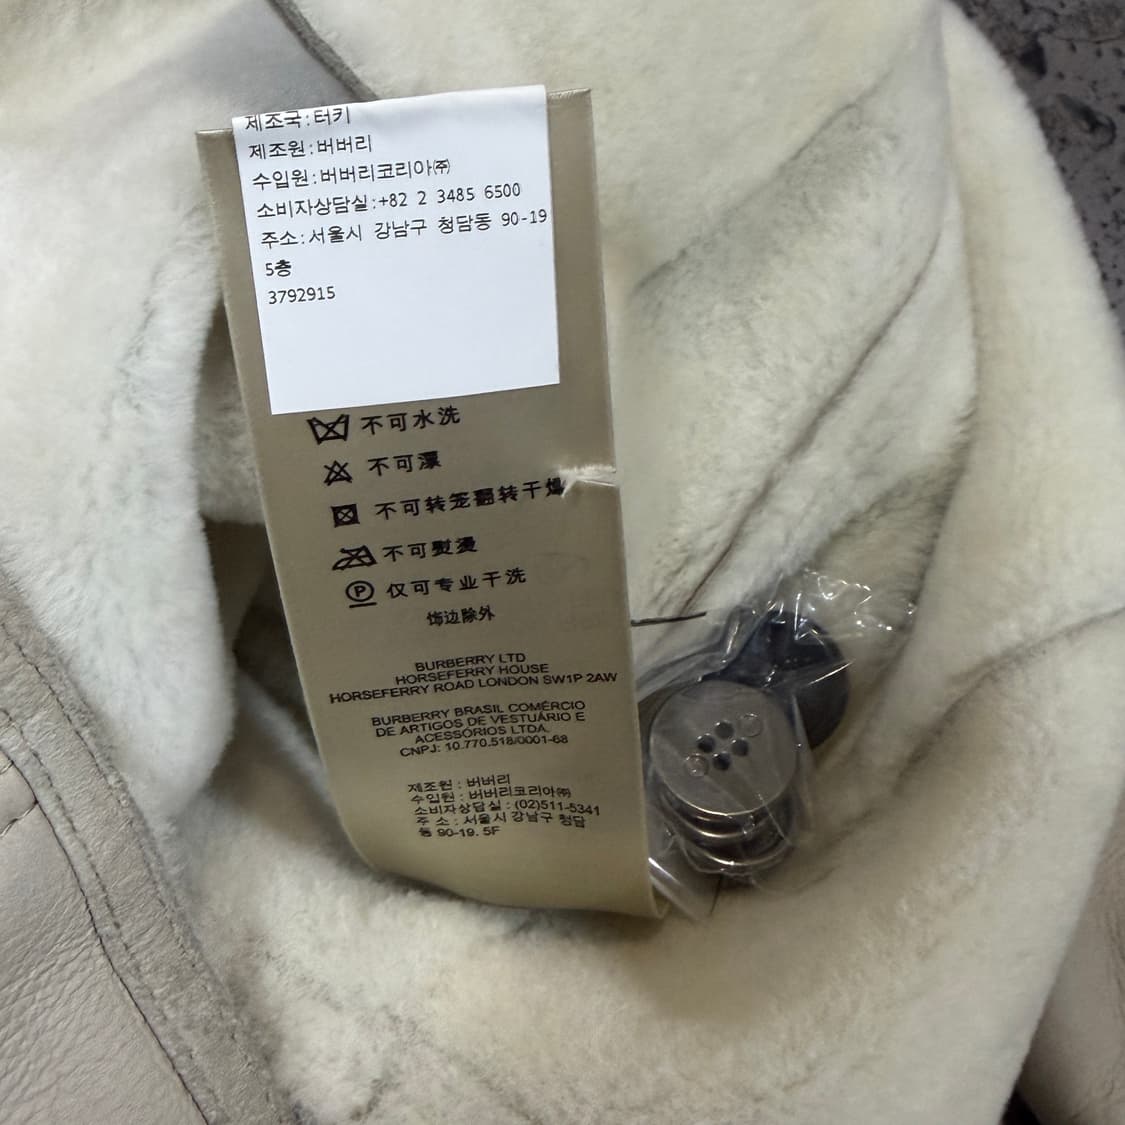 제조국:터키
제조원:버버리
수입원:버버리코리아㈜
소비자상담실:+82 2 3485 6500
주소:서울시 강남구 청담동 90-19
5층
3792915
不可水洗
不可漂
不可转笼翻转干燥
不可熨烫
P 仅可专业干洗
饰边除外
BURBERRY LTD
HORSEFERRY HOUSE
HORSEFERRY ROAD LONDON SW1P 2AW
BURBERRY BRASIL COMÉRCIO
DE ARTIGOS DE VESTUÁRIO E
ACESSÓRIOS LTDA.
CNPJ: 10.770.518/0001-68
제조원 : 버버리
수입원 : 버버리코리아㈜
소비자상담실 : (02)511-5341
주 소 : 서울시 강남구 청담
동 90-19. 5F